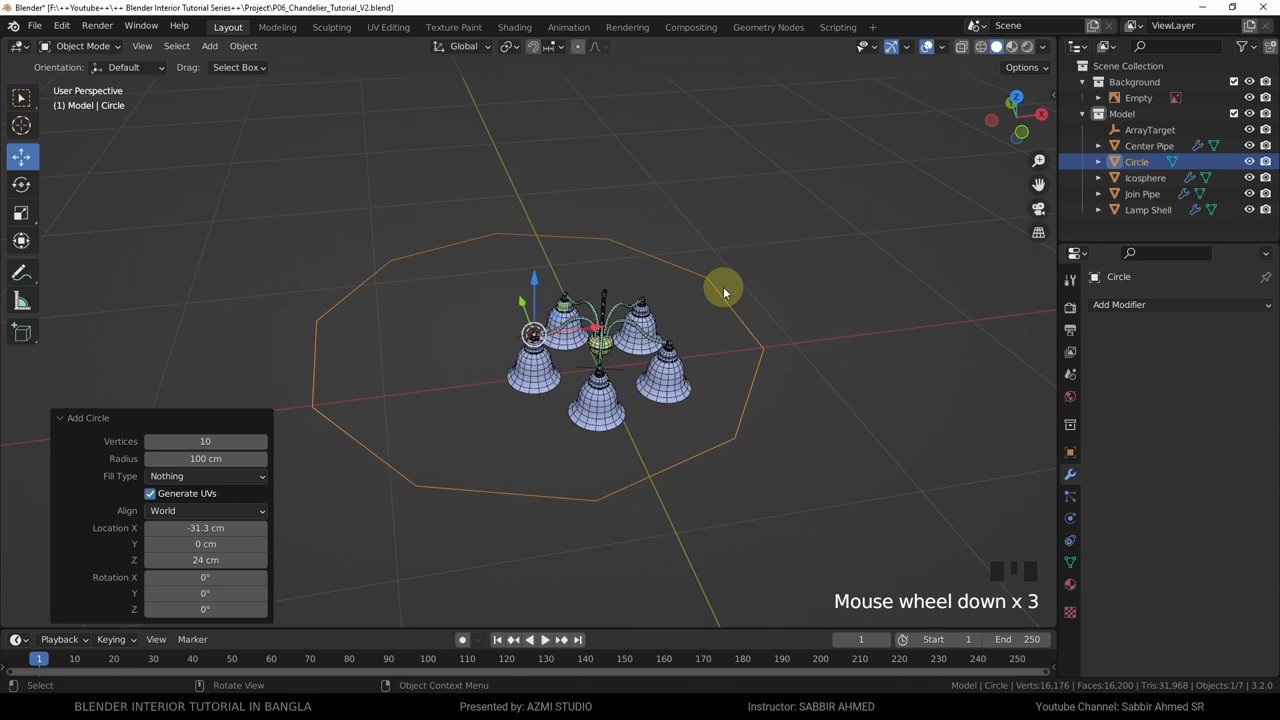 Blender* [F:\++Youtube++\++ Blender Interior Tutorial Series++\Project\P06_Chandelier_Tutorial_V2.blend]
File Edit Render Window Help Layout Modeling Sculpting UV Editing Texture Paint Shading Animation Rendering Compositing Geometry Nodes Scripting Scene ViewLayer
Object Mode View Select Add Object Global
Orientation: Default Drag: Select Box Options
User Perspective
(1) Model | Circle
Scene Collection
Background
Empty
Model
ArrayTarget
Center Pipe
Circle
Icosphere
Join Pipe
Lamp Shell
Circle
Add Modifier
Add Circle
Vertices 10
Radius 100 cm
Fill Type Nothing
Generate UVs
Align World
Location X -31.3 cm
Y 0 cm
Z 24 cm
Rotation X 0°
Y 0°
Z 0°
Z
X
Mouse wheel down x 3
Playback Keying View Marker 1 Start 1 End 250
1 10 20 30 40 50 60 70 80 90 100 110 120 130 140 150 160 170 180 190 200 210 220 230 240 250
Select Rotate View Object Context Menu Model | Circle | Verts:16,176 | Faces:16,200 | Tris:31,968 | Objects:1/7 | 3.2.0
BLENDER INTERIOR TUTORIAL IN BANGLA Presented by: AZMI STUDIO Instructor: SABBIR AHMED Youtube Channel: Sabbir Ahmed SR